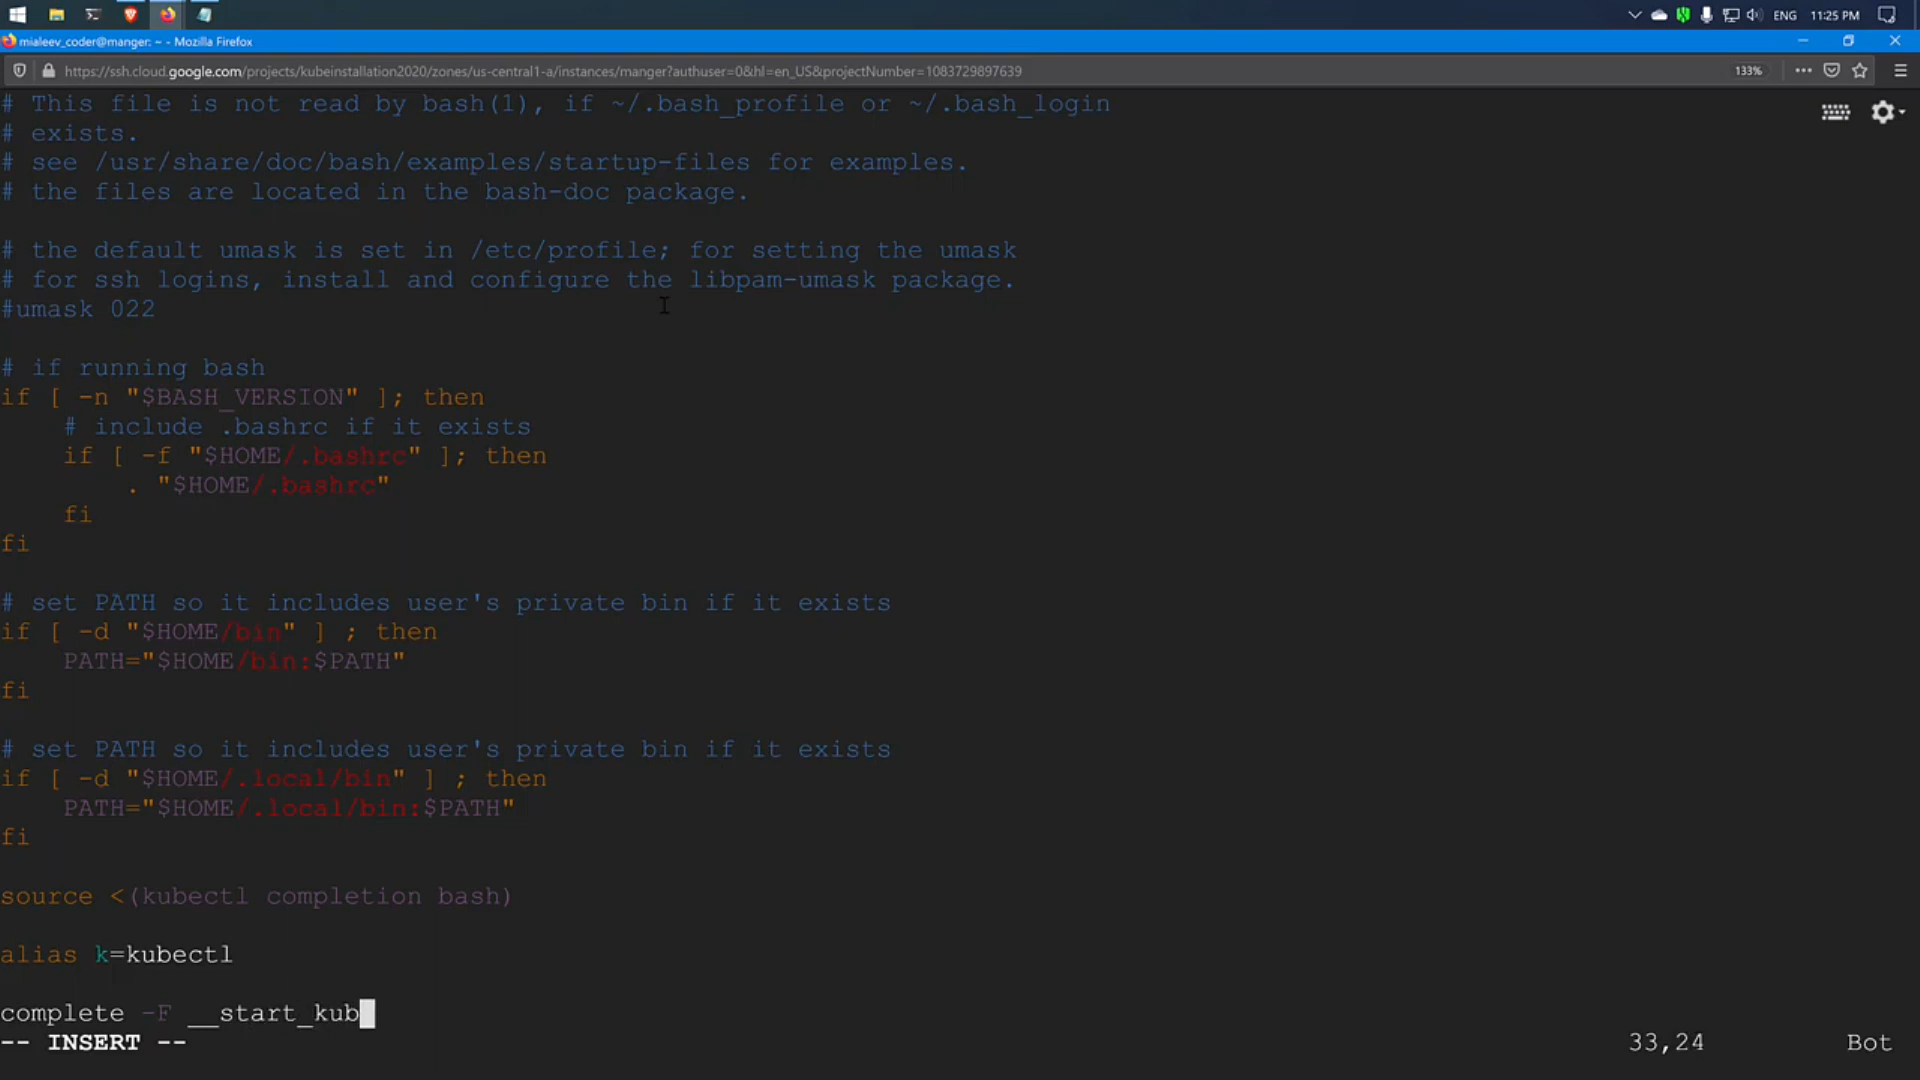 ENG 11:25 PM
mialeev_coder@manger: ~ - Mozilla Firefox
https://ssh.cloud.google.com/projects/kubeinstallation2020/zones/us-central1-a/instances/manger?authuser=0&hl=en_US&projectNumber=1083729897639 133%
# This file is not read by bash(1), if ~/.bash_profile or ~/.bash_login
# exists.
# see /usr/share/doc/bash/examples/startup-files for examples.
# the files are located in the bash-doc package.
# the default umask is set in /etc/profile; for setting the umask
# for ssh logins, install and configure the libpam-umask package.
#umask 022
# if running bash
if [ -n "$BASH_VERSION" ]; then
    # include .bashrc if it exists
    if [ -f "$HOME/.bashrc" ]; then
        . "$HOME/.bashrc"
    fi
fi
# set PATH so it includes user's private bin if it exists
if [ -d "$HOME/bin" ] ; then
    PATH="$HOME/bin:$PATH"
fi
# set PATH so it includes user's private bin if it exists
if [ -d "$HOME/.local/bin" ] ; then
    PATH="$HOME/.local/bin:$PATH"
fi
source <(kubectl completion bash)
alias k=kubectl
complete -F __start_kub
-- INSERT -- 33,24 Bot